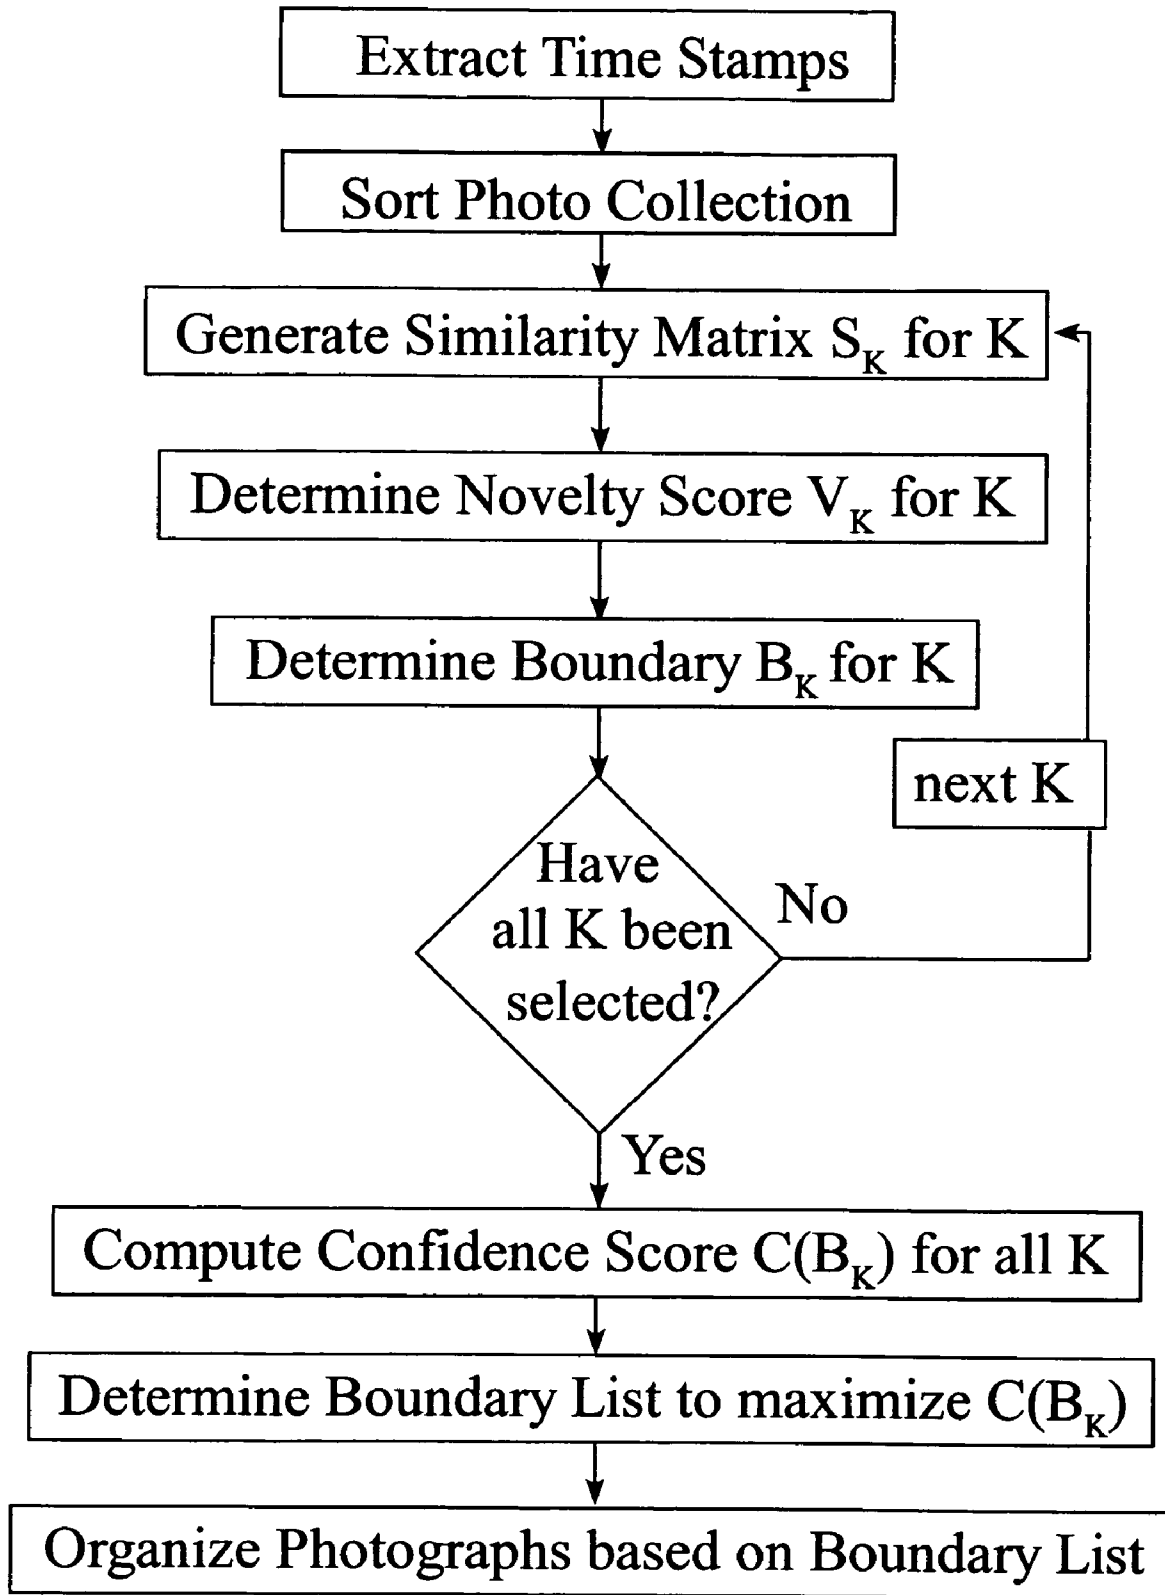 Extract Time Stamps
Sort Photo Collection
Generate Similarity Matrix S_K for K
Determine Novelty Score V_K for K
Determine Boundary B_K for K
next K
Have
all K been
selected?
No
Yes
Compute Confidence Score C(B_K) for all K
Determine Boundary List to maximize C(B_K)
Organize Photographs based on Boundary List